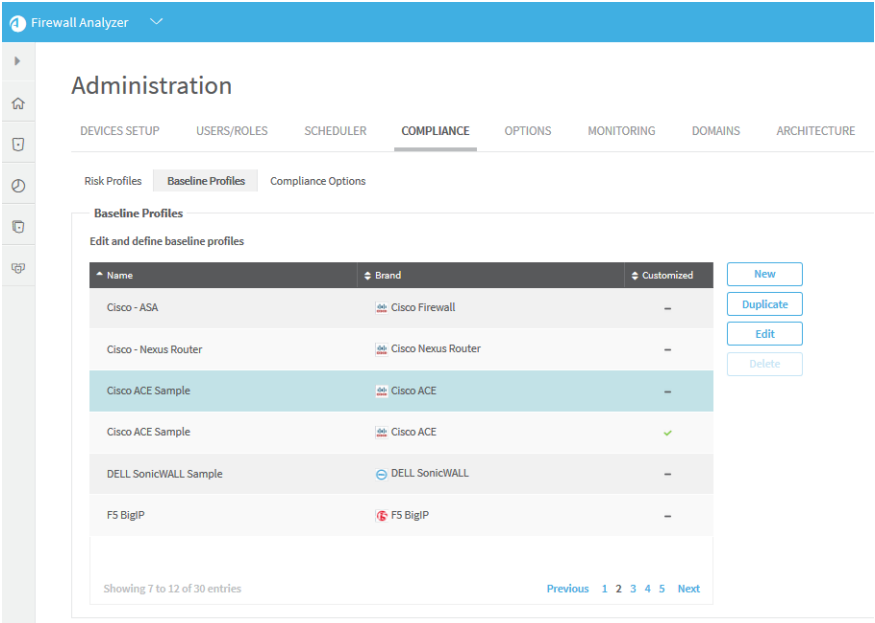 Firewall Analyzer
Administration
DEVICES SETUP USERS/ROLES SCHEDULER COMPLIANCE OPTIONS MONITORING DOMAINS ARCHITECTURE
Risk Profiles Baseline Profiles Compliance Options
Baseline Profiles
Edit and define baseline profiles
Name Brand Customized New
Duplicate
Cisco - ASA Cisco Firewall –
Edit
Cisco - Nexus Router Cisco Nexus Router –
Delete
Cisco ACE Sample Cisco ACE –
Cisco ACE Sample Cisco ACE ✓
DELL SonicWALL Sample DELL SonicWALL –
F5 BigIP F5 BigIP –
Showing 7 to 12 of 30 entries Previous 1 2 3 4 5 Next